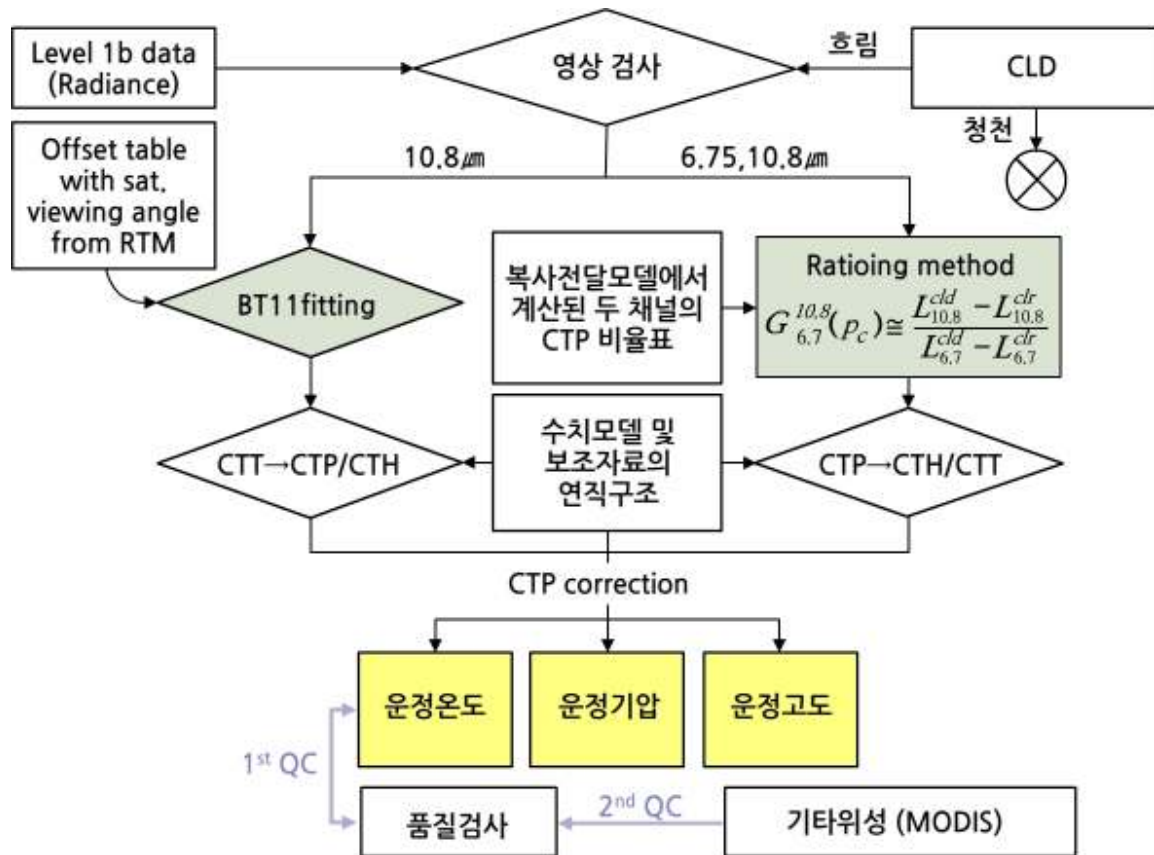 Level 1b data
(Radiance)
영상 검사
흐림
CLD
청천
Offset table
with sat.
viewing angle
from RTM
10.8㎛
6.75,10.8㎛
BT11fitting
복사전달모델에서
계산된 두 채널의
CTP 비율표
Ratioing method
G^{10.8}_{6.7}(p_c) ≅ \frac{L^{cld}_{10.8} - L^{clr}_{10.8}}{L^{cld}_{6.7} - L^{clr}_{6.7}}
CTT→CTP/CTH
수치모델 및
보조자료의
연직구조
CTP→CTH/CTT
CTP correction
운정온도
운정기압
운정고도
1st QC
품질검사
2nd QC
기타위성 (MODIS)